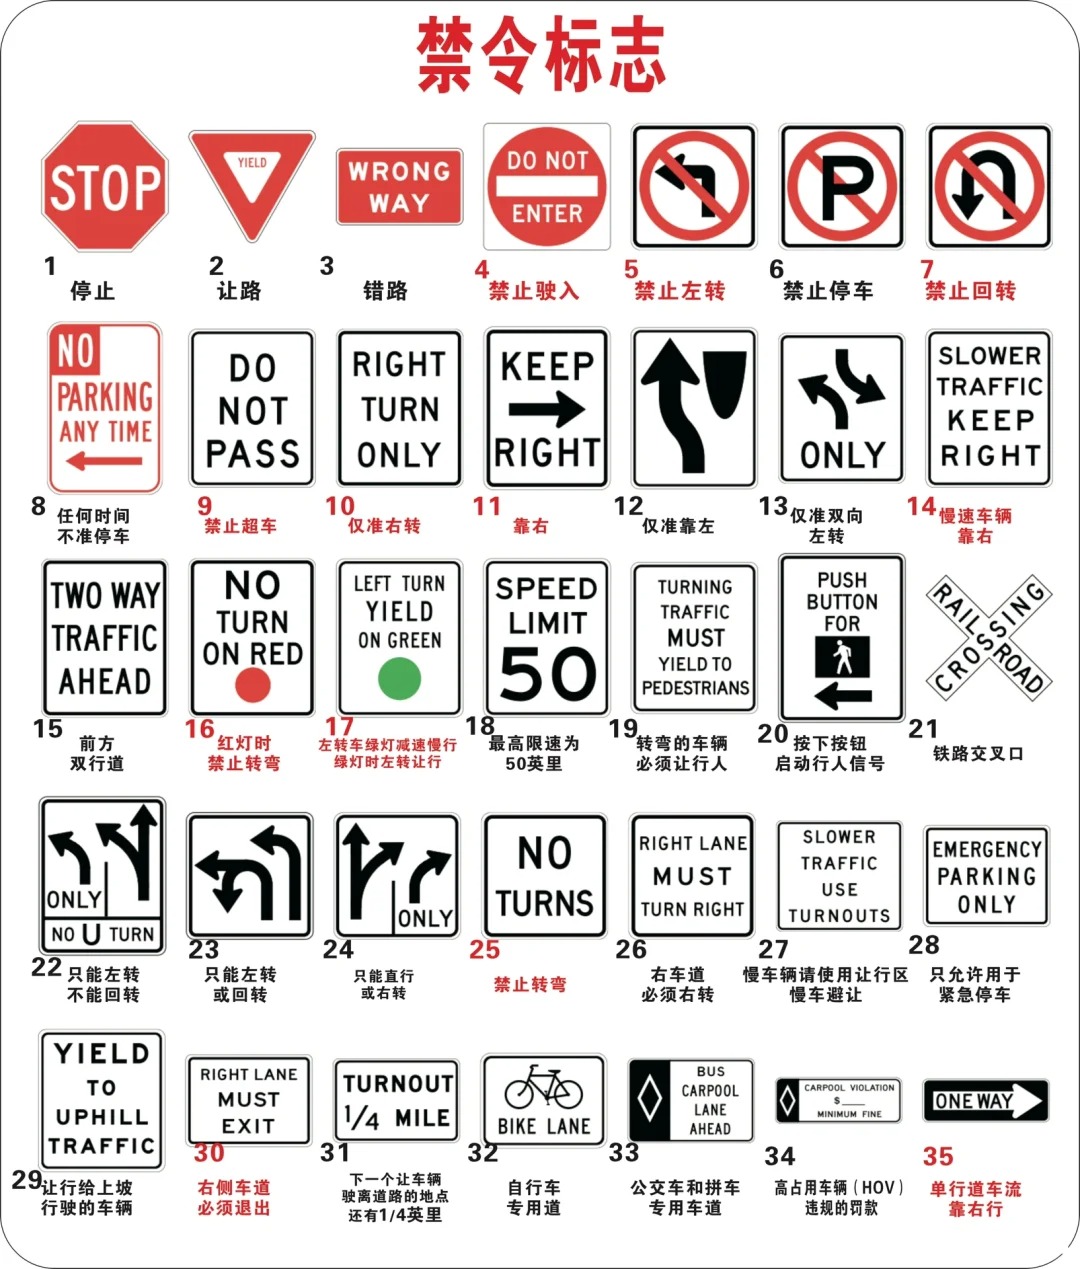 禁令标志
STOP
1
停止
YIELD
2
让路
WRONG
WAY
3
错路
DO NOT
ENTER
4
禁止驶入
5
禁止左转
P
6
禁止停车
7
禁止回转
NO
PARKING
ANY TIME
8
任何时间
不准停车
DO
NOT
PASS
9
禁止超车
RIGHT
TURN
ONLY
10
仅准右转
KEEP
RIGHT
11
靠右
12
仅准靠左
ONLY
13
仅准双向
左转
SLOWER
TRAFFIC
KEEP
RIGHT
14
慢速车辆
靠右
TWO WAY
TRAFFIC
AHEAD
15
前方
双行道
NO
TURN
ON RED
16
红灯时
禁止转弯
LEFT TURN
YIELD
ON GREEN
17
左转车绿灯减速慢行
绿灯时左转让行
SPEED
LIMIT
50
18
最高限速为
50英里
TURNING
TRAFFIC
MUST
YIELD TO
PEDESTRIANS
19
转弯的车辆
必须让行人
PUSH
BUTTON
FOR
20
按下按钮
启动行人信号
RAILROAD
CROSSING
21
铁路交叉口
ONLY
NO U TURN
22
只能左转
不能回转
23
只能左转
或回转
ONLY
24
只能直行
或右转
NO
TURNS
25
禁止转弯
RIGHT LANE
MUST
TURN RIGHT
26
右车道
必须右转
SLOWER
TRAFFIC
USE
TURNOUTS
27
慢车辆请使用让行区
慢车避让
EMERGENCY
PARKING
ONLY
28
只允许用于
紧急停车
YIELD
TO
UPHILL
TRAFFIC
29
让行给上坡
行驶的车辆
RIGHT LANE
MUST
EXIT
30
右侧车道
必须退出
TURNOUT
1/4 MILE
31
下一个让车辆
驶离道路的地点
还有1/4英里
BIKE LANE
32
自行车
专用道
BUS
CARPOOL
LANE
AHEAD
33
公交车和拼车
专用车道
CARPOOL VIOLATION
$___
MINIMUM FINE
34
高占用车辆(HOV)
违规的罚款
ONE WAY
35
单行道车流
靠右行